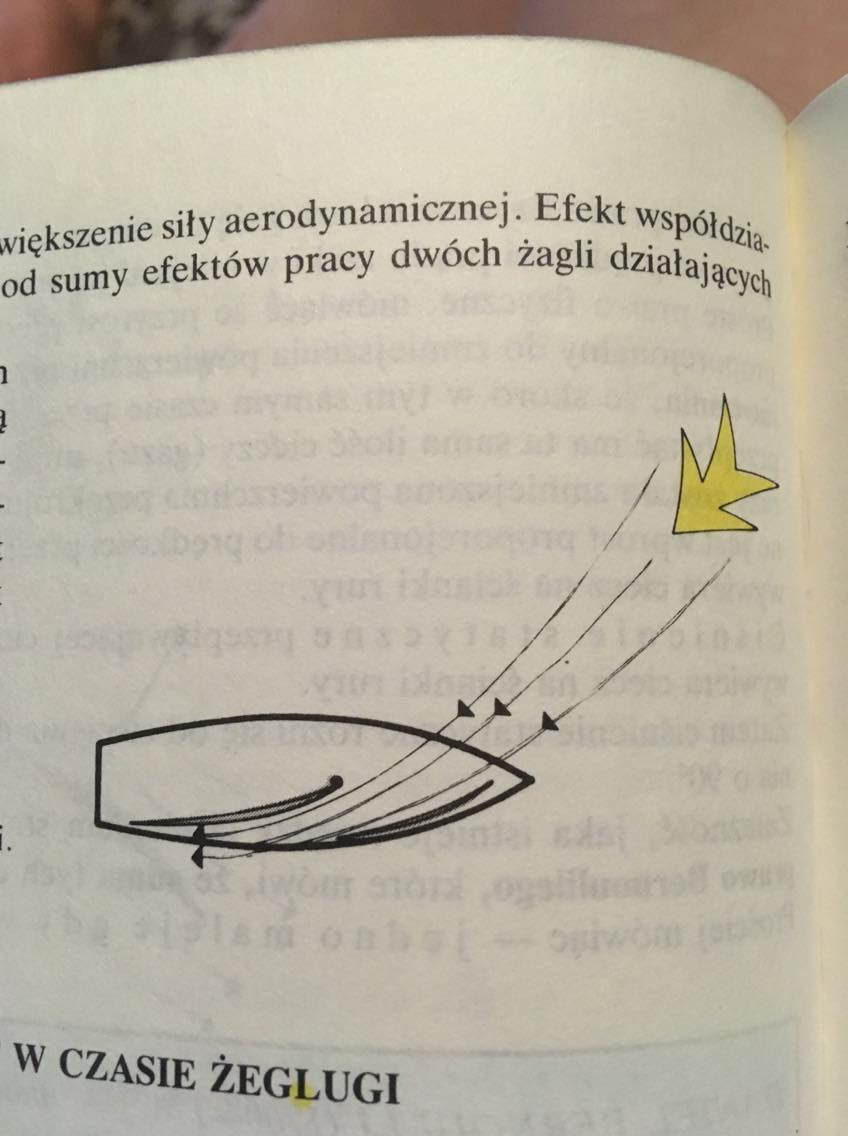 większenie siły aerodynamicznej. Efekt współdzia-
od sumy efektów pracy dwóch żagli działających
ą
i.
W CZASIE ŻEGLUGI